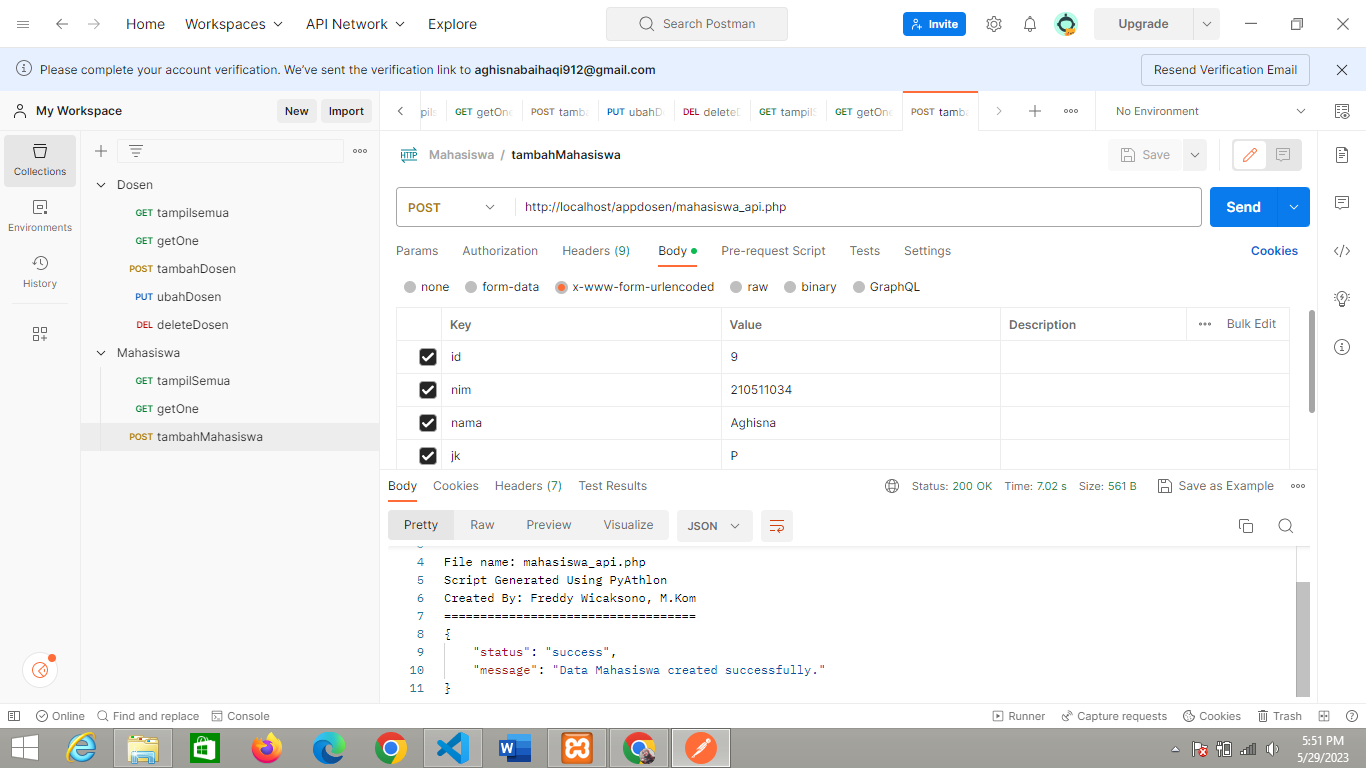 Home Workspaces API Network Explore Search Postman Invite Upgrade
Please complete your account verification. We've sent the verification link to aghisnabaihaqi912@gmail.com Resend Verification Email
My Workspace New Import
GET getOne POST tamb PUT ubahD DEL delete GET tampil GET getOne POST tamb No Environment
Collections
Environments
History
Dosen
GET tampilsemua
GET getOne
POST tambahDosen
PUT ubahDosen
DEL deleteDosen
Mahasiswa
GET tampilSemua
GET getOne
POST tambahMahasiswa
HTTP Mahasiswa / tambahMahasiswa Save
POST http://localhost/appdosen/mahasiswa_api.php Send
Params Authorization Headers (9) Body Pre-request Script Tests Settings Cookies
none form-data x-www-form-urlencoded raw binary GraphQL
Key Value Description Bulk Edit
id 9
nim 210511034
nama Aghisna
jk P
Body Cookies Headers (7) Test Results Status: 200 OK Time: 7.02 s Size: 561 B Save as Example
Pretty Raw Preview Visualize JSON
4 File name: mahasiswa_api.php
5 Script Generated Using PyAthlon
6 Created By: Freddy Wicaksono, M.Kom
7 ===================================
8 {
9 "status": "success",
10 "message": "Data Mahasiswa created successfully."
11 }
Online Find and replace Console Runner Capture requests Cookies Trash
5:51 PM
5/29/2023